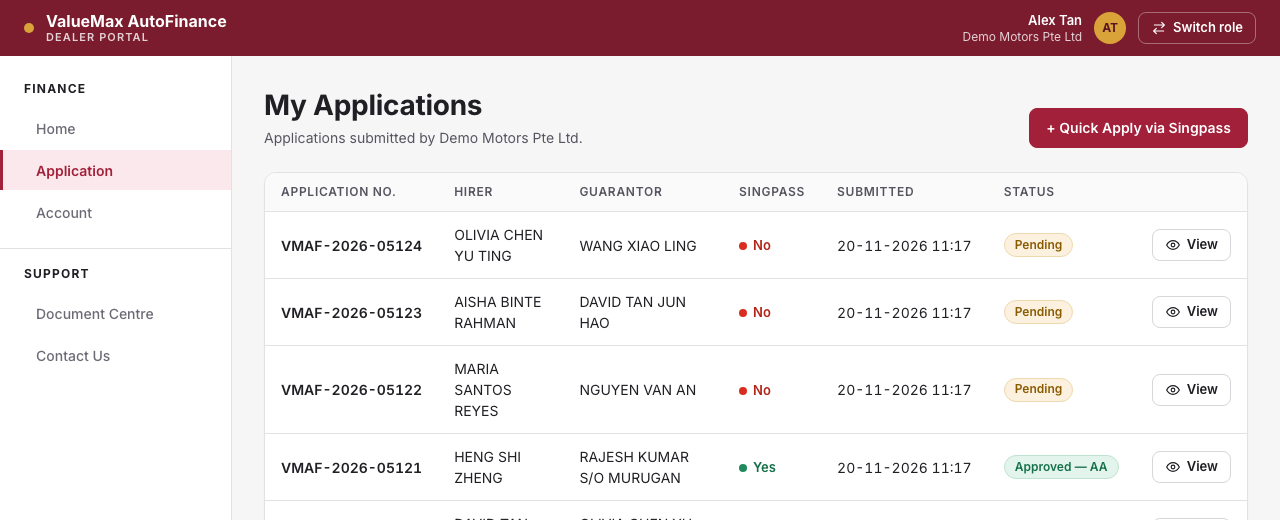 ValueMax AutoFinance
DEALER PORTAL
Alex Tan
Demo Motors Pte Ltd
AT
Switch role
FINANCE
Home
Application
Account
SUPPORT
Document Centre
Contact Us
My Applications
Applications submitted by Demo Motors Pte Ltd.
+ Quick Apply via Singpass
APPLICATION NO. HIRER GUARANTOR SINGPASS SUBMITTED STATUS
VMAF-2026-05124 OLIVIA CHEN YU TING WANG XIAO LING No 20-11-2026 11:17 Pending View
VMAF-2026-05123 AISHA BINTE RAHMAN DAVID TAN JUN HAO No 20-11-2026 11:17 Pending View
VMAF-2026-05122 MARIA SANTOS REYES NGUYEN VAN AN No 20-11-2026 11:17 Pending View
VMAF-2026-05121 HENG SHI ZHENG RAJESH KUMAR S/O MURUGAN Yes 20-11-2026 11:17 Approved — AA View